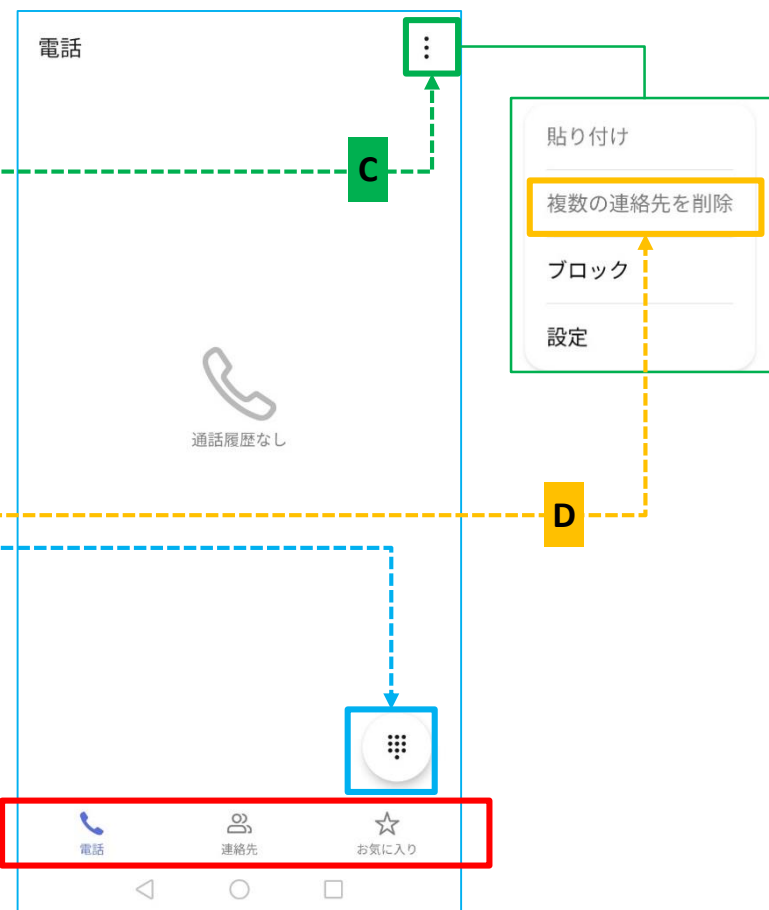 電話
C
貼り付け
複数の連絡先を削除
ブロック
設定
通話履歴なし
D
電話
連絡先
お気に入り